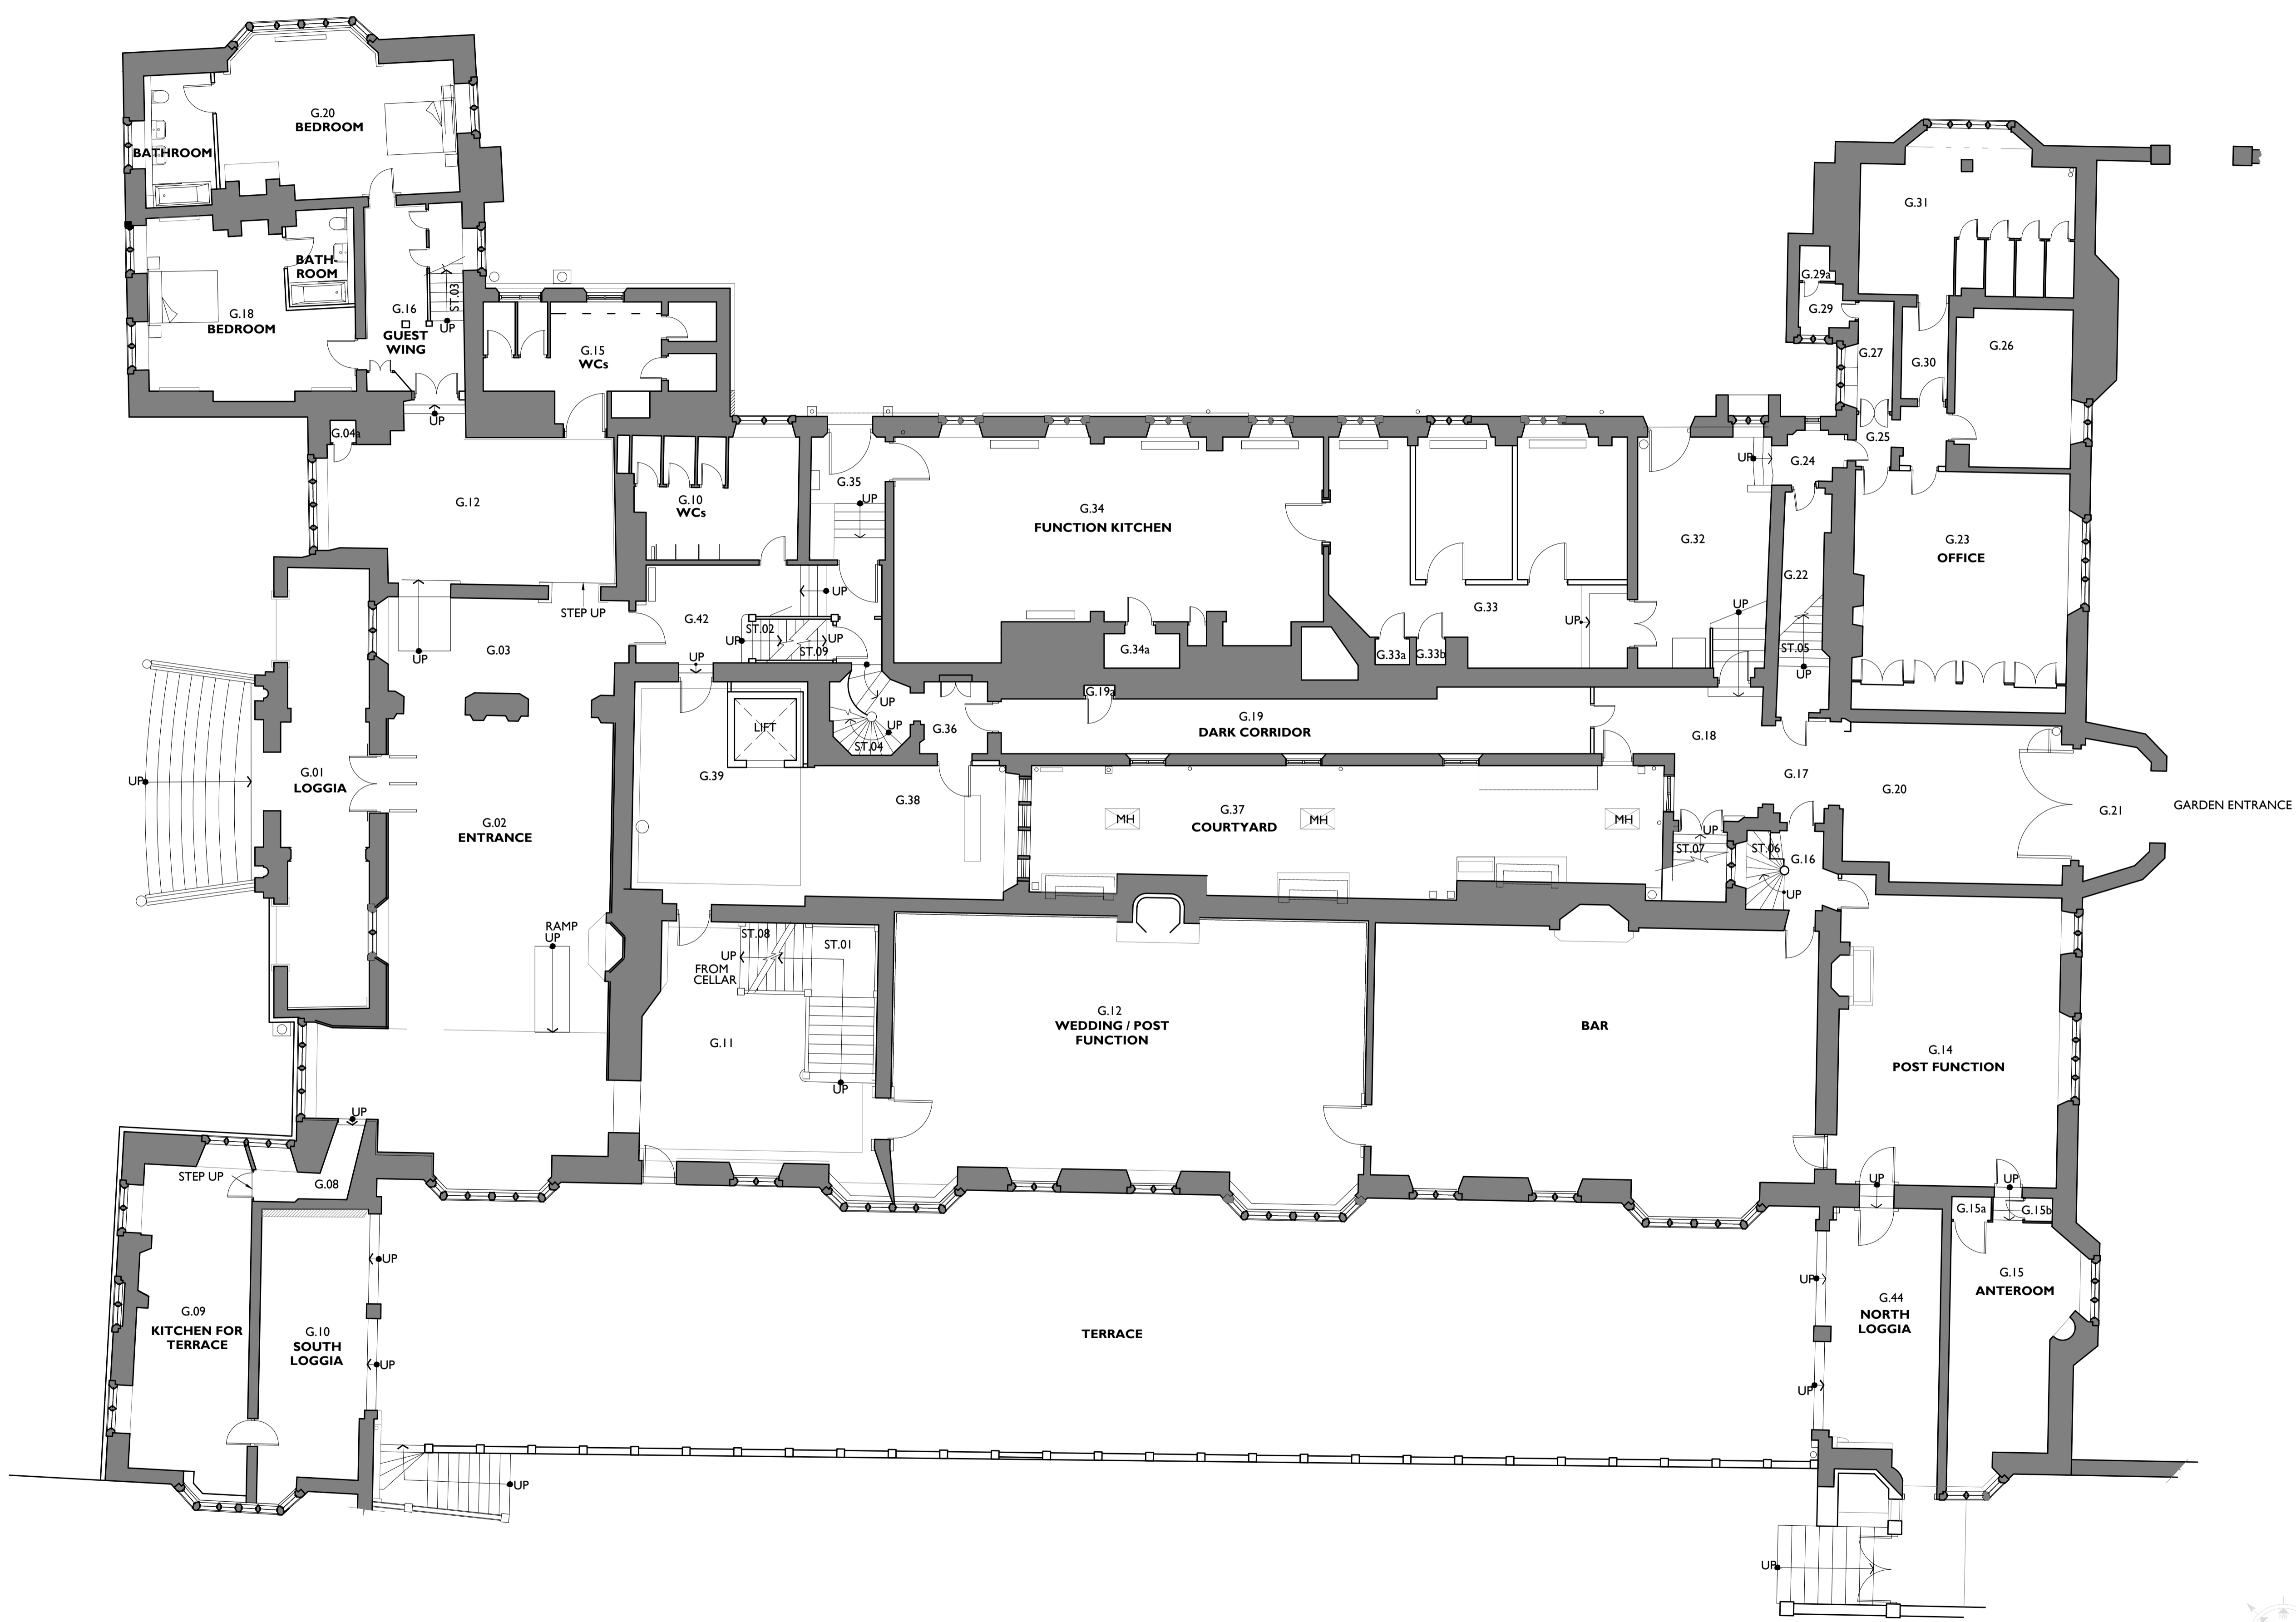 G.20
BEDROOM
BATHROOM
G.18
BEDROOM
BATH-
ROOM
G.16
GUEST
WING
ST.03
UP
UP
G.15
WCs
G.04a
G.12
G.10
WCs
G.35
UP
G.34
FUNCTION KITCHEN
G.34a
G.33
G.33a
G.33b
UP
G.32
UP
UP
G.31
G.29a
G.29
G.27
G.30
G.26
G.25
G.24
G.23
OFFICE
G.22
ST.05
UP
STEP UP
G.03
UP
G.42
UP
ST.02
UP
UP
ST.09
UP
UP
UP
ST.04
G.36
G.19a
G.19
DARK CORRIDOR
G.18
G.17
G.20
G.21
GARDEN ENTRANCE
LIFT
G.39
G.38
G.37
COURTYARD
MH
MH
MH
UP
ST.07
ST.06
G.16
UP
UP
G.01
LOGGIA
G.02
ENTRANCE
RAMP
UP
ST.08
ST.01
UP
FROM
CELLAR
G.11
UP
G.12
WEDDING / POST
FUNCTION
BAR
G.14
POST FUNCTION
UP
STEP UP
G.08
UP
UP
G.15a
G.15b
UP
UP
G.09
KITCHEN FOR
TERRACE
G.10
SOUTH
LOGGIA
UP
TERRACE
UP
UP
G.44
NORTH
LOGGIA
G.15
ANTEROOM
UP